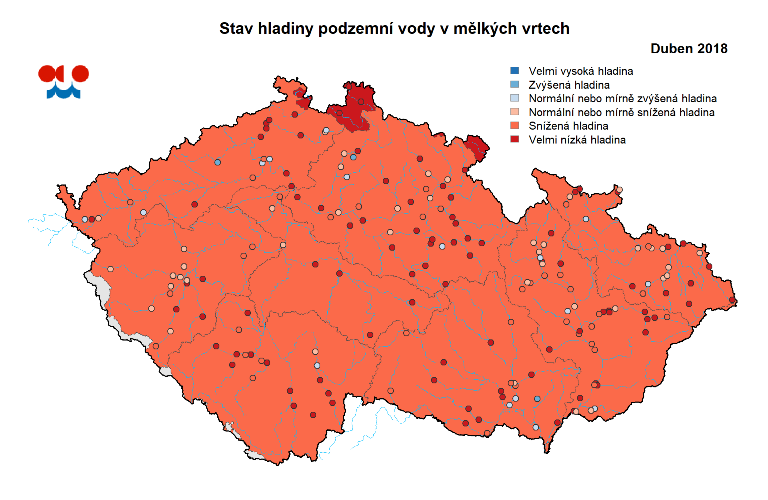 Stav hladiny podzemní vody v mělkých vrtech
Duben 2018
Velmi vysoká hladina
Zvýšená hladina
Normální nebo mírně zvýšená hladina
Normální nebo mírně snížená hladina
Snížená hladina
Velmi nízká hladina